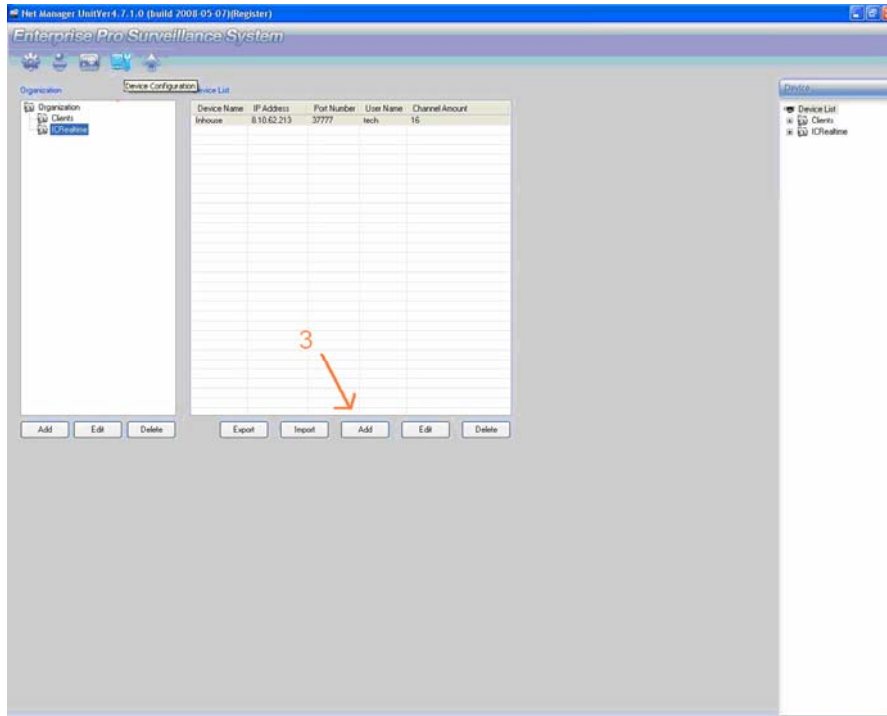 Net Manager UnitVer4.7.1.0 (build 2008-05-07)(Register)
Enterprise Pro Surveillance System
Device Configuration
Organization
Device List
Device
Organization
Clients
ICRealtime
Device Name IP Address Port Number User Name Channel Amount
Inhouse 8.10.62.213 37777 tech 16
Device List
Clients
ICRealtime
3
Add Edit Delete
Export Import Add Edit Delete